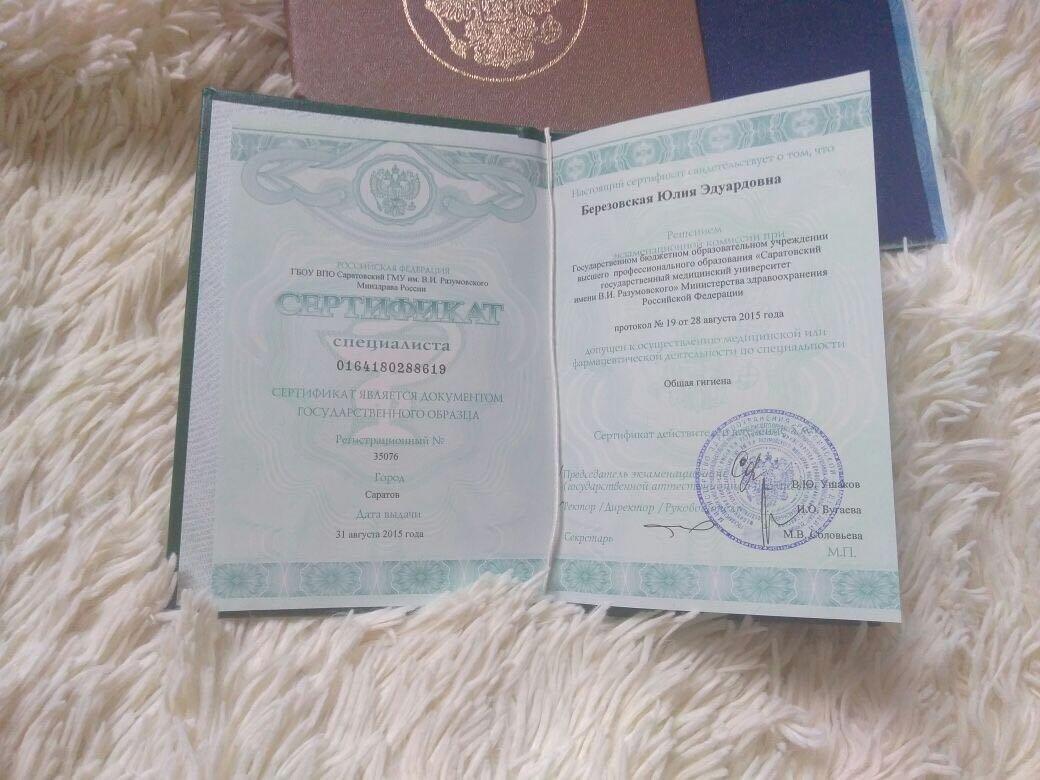 РОССИЙСКАЯ ФЕДЕРАЦИЯ
ГБОУ ВПО Саратовский ГМУ им. В.И. Разумовского
Минздрава России
СЕРТИФИКАТ
специалиста
0164180288619
СЕРТИФИКАТ ЯВЛЯЕТСЯ ДОКУМЕНТОМ
ГОСУДАРСТВЕННОГО ОБРАЗЦА
Регистрационный №
35076
Город
Саратов
Дата выдачи
31 августа 2015 года
Настоящий сертификат свидетельствует о том, что
Березовская Юлия Эдуардовна
Решением
экзаменационной комиссии при
Государственном бюджетном образовательном учреждении
высшего профессионального образования «Саратовский
государственный медицинский университет
имени В.И. Разумовского» Министерства здравоохранения
Российской Федерации
протокол № 19 от 28 августа 2015 года
допущен к осуществлению медицинской или
фармацевтической деятельности по специальности
Общая гигиена
Сертификат действителен в течение 5
Председатель экзаменационной
В.Ю. Ушаков
Ректор /Директор /
И.О. Бугаева
Секретарь
М.В. Соловьева
М.П.